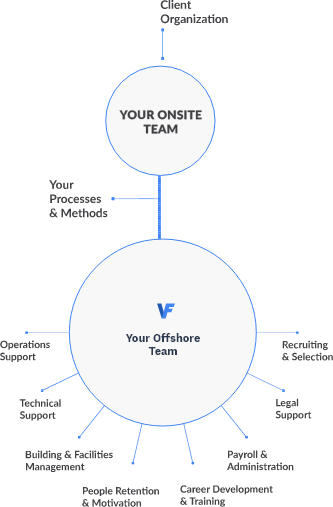 Client
Organization
YOUR ONSITE
TEAM
Your
Processes
& Methods
VF
Your Offshore
Team
Operations
Support
Recruiting
& Selection
Technical
Support
Legal
Support
Building & Facilities
Management
Payroll &
Administration
People Retention
& Motivation
Career Development
& Training